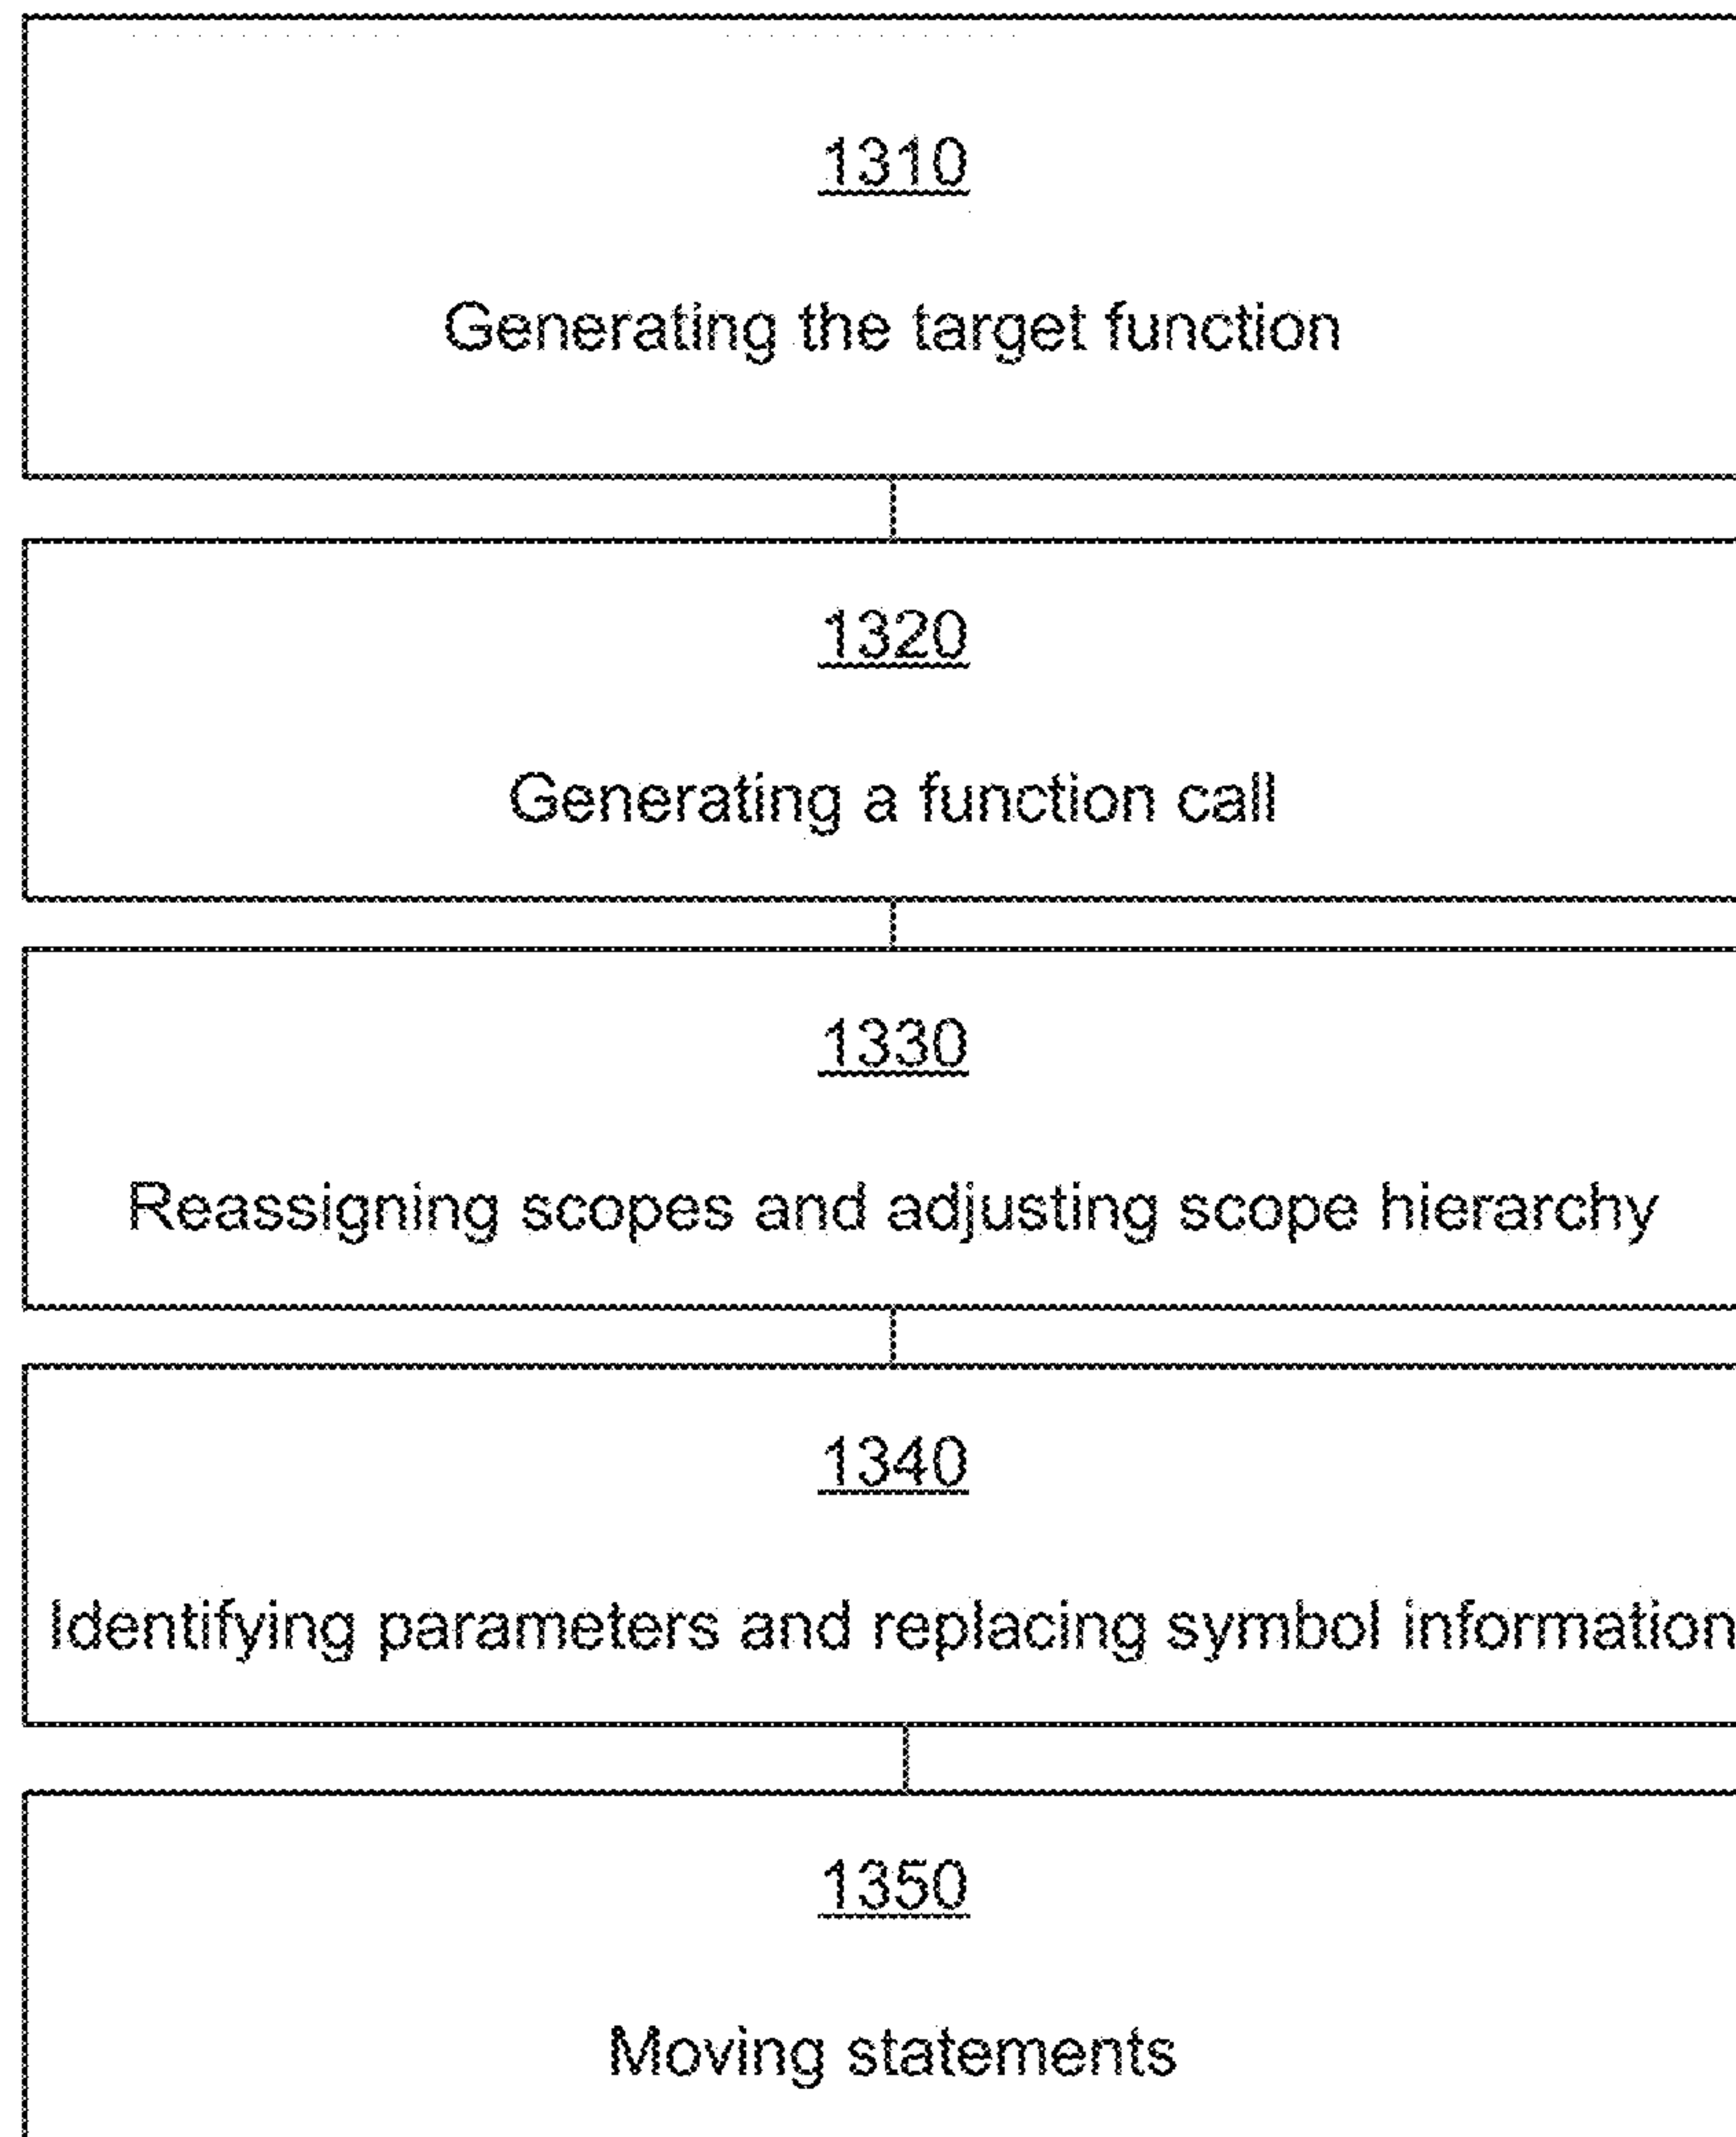 1310
Generating the target function
1320
Generating a function call
1330
Reassigning scopes and adjusting scope hierarchy
1340
Identifying parameters and replacing symbol information
1350
Moving statements